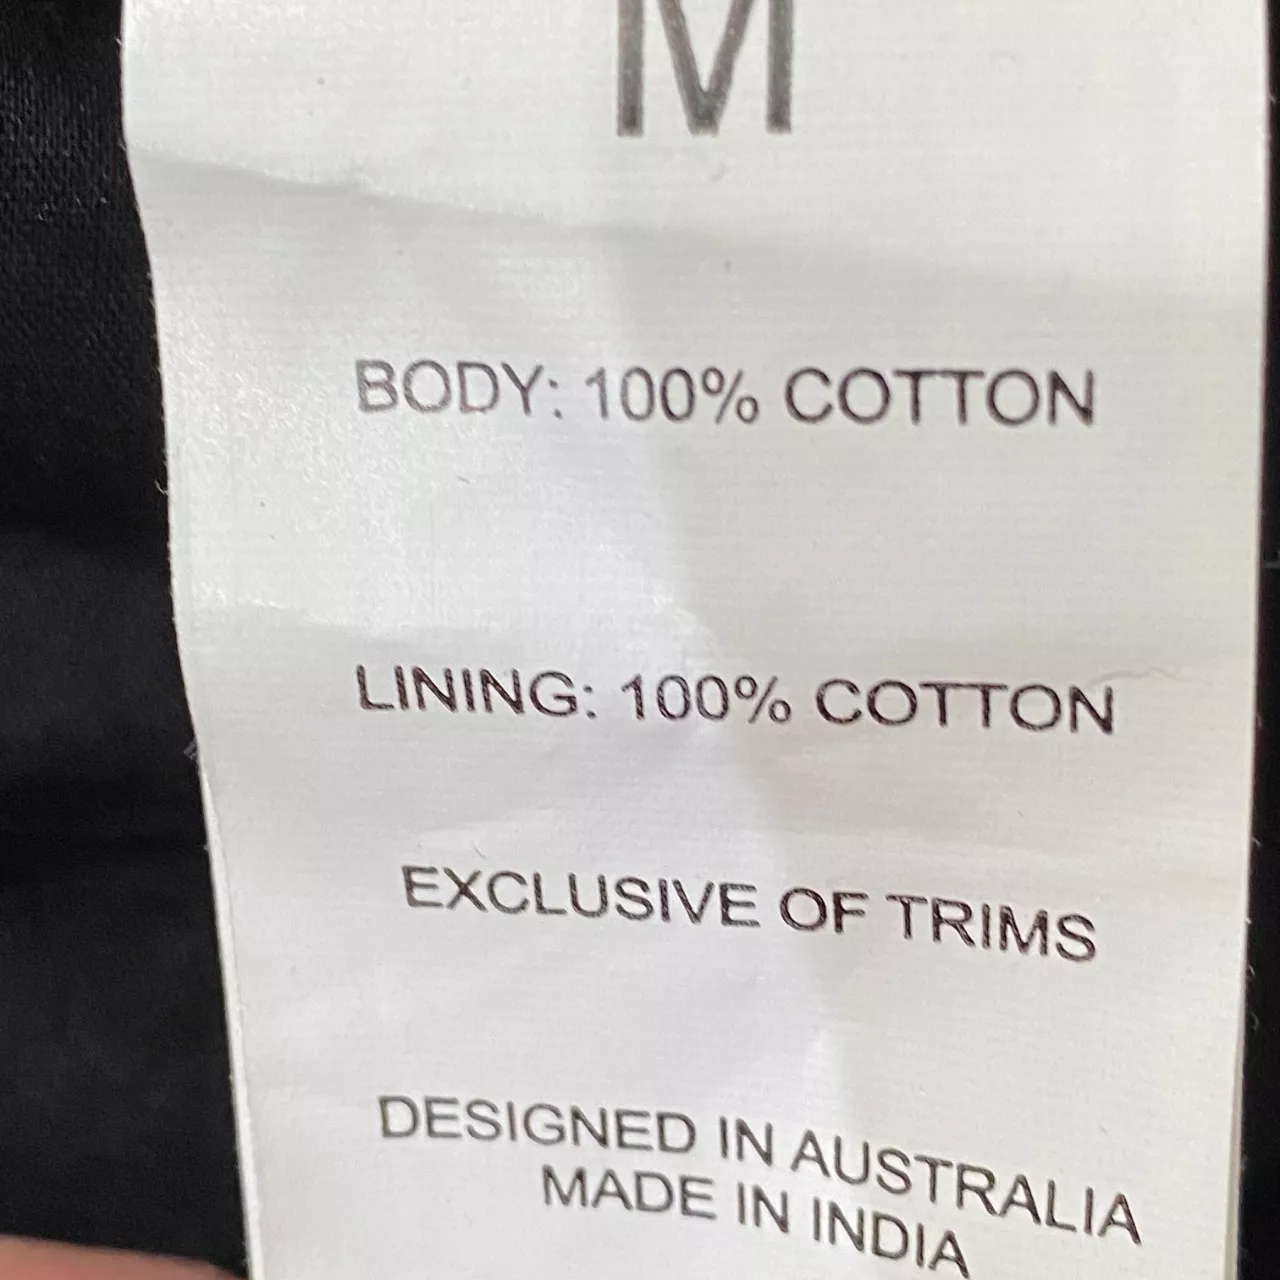 M
BODY: 100% COTTON
LINING: 100% COTTON
EXCLUSIVE OF TRIMS
DESIGNED IN AUSTRALIA
MADE IN INDIA